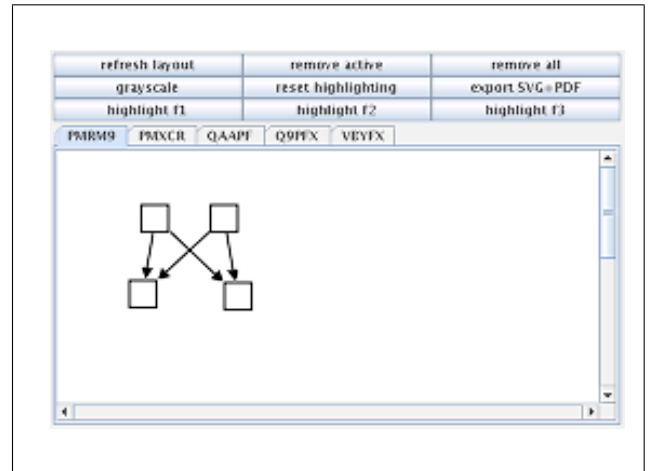 refresh layout remove active remove all
grayscale reset highlighting export SVG+PDF
highlight f1 highlight f2 highlight f3
PMRM9 PMXCR QAAPF Q9PFX VBYFX